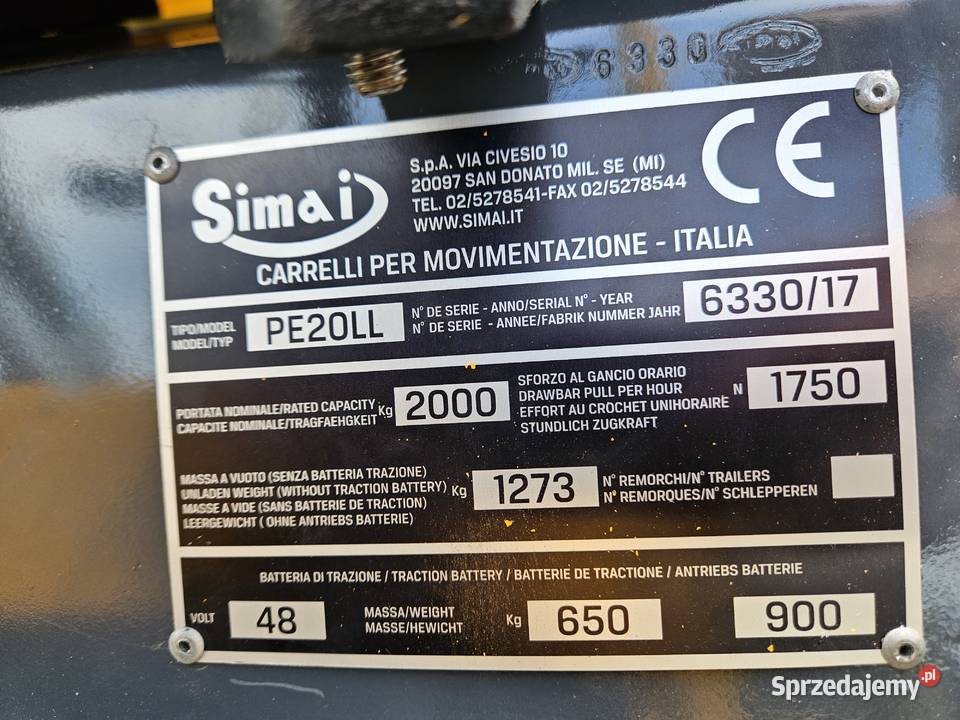 6330
Simai
S.p.A. VIA CIVESIO 10
20097 SAN DONATO MIL. SE (MI)
TEL. 02/5278541-FAX 02/5278544
WWW.SIMAI.IT
CE
CARRELLI PER MOVIMENTAZIONE - ITALIA
TIPO/MODEL
MODEL/TYP
PE20LL
N° DE SERIE - ANNO/SERIAL N° - YEAR
N° DE SERIE - ANNEE/FABRIK NUMMER JAHR
6330/17
PORTATA NOMINALE/RATED CAPACITY
CAPACITE NOMINALE/TRAGFAEHGKEIT
Kg
2000
SFORZO AL GANCIO ORARIO
DRAWBAR PULL PER HOUR
EFFORT AU CROCHET UNIHORAIRE
STUNDLICH ZUGKRAFT
N
1750
MASSA A VUOTO (SENZA BATTERIA TRAZIONE)
UNLADEN WEIGHT (WITHOUT TRACTION BATTERY)
MASSE A VIDE (SANS BATTERIE DE TRACTION)
LEERGEWICHT ( OHNE ANTRIEBS BATTERIE)
Kg
1273
N° REMORCHI/N° TRAILERS
N° REMORQUES/N° SCHLEPPEREN
BATTERIA DI TRAZIONE / TRACTION BATTERY / BATTERIE DE TRACTIONE / ANTRIEBS BATTERIE
VOLT
48
MASSA/WEIGHT
MASSE/HEWICHT
Kg
650
900
Sprzedajemy.pl